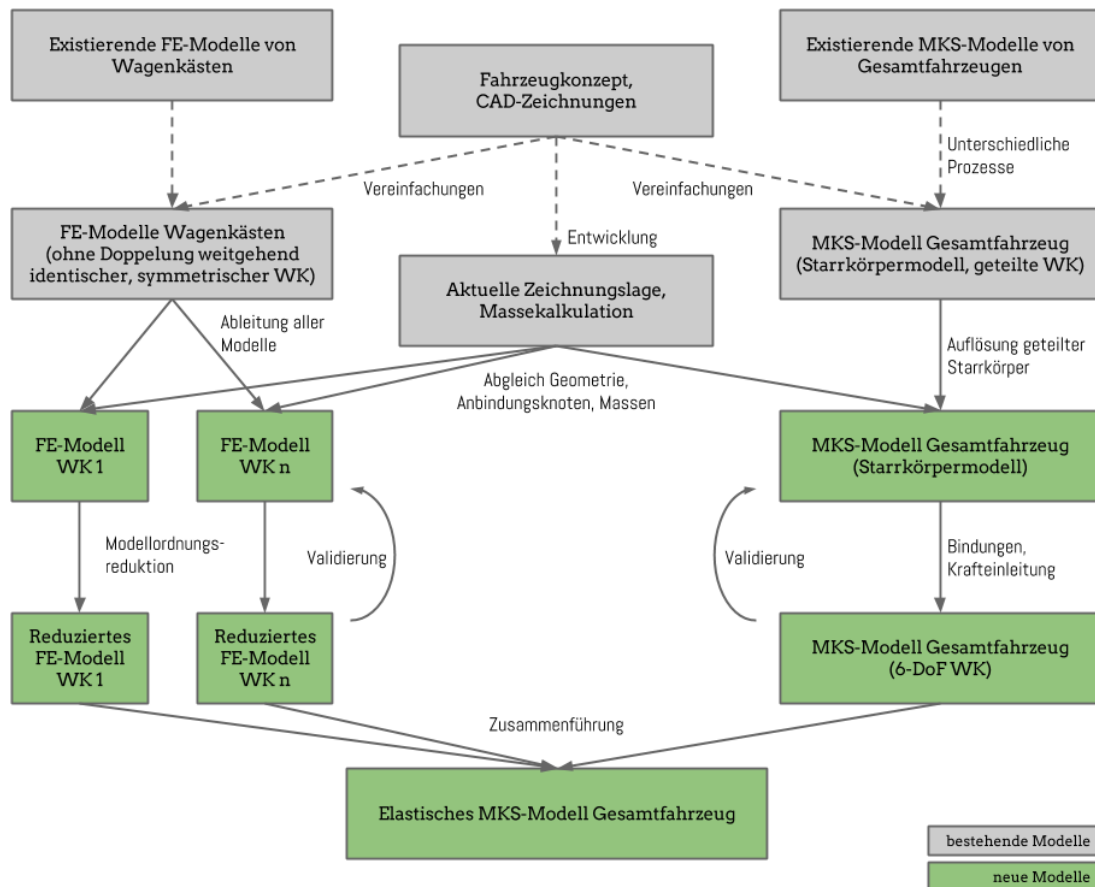 Existierende FE-Modelle von
Wagenkästen
Fahrzeugkonzept,
CAD-Zeichnungen
Existierende MKS-Modelle von
Gesamtfahrzeugen
Unterschiedliche
Prozesse
Vereinfachungen
Vereinfachungen
FE-Modelle Wagenkästen
(ohne Doppelung weitgehend
identischer, symmetrischer WK)
Entwicklung
MKS-Modell Gesamtfahrzeug
(Starrkörpermodell, geteilte WK)
Aktuelle Zeichnungslage,
Massekalkulation
Ableitung aller
Modelle
Auflösung geteilter
Starrkörper
Abgleich Geometrie,
Anbindungsknoten, Massen
FE-Modell
WK 1
FE-Modell
WK n
MKS-Modell Gesamtfahrzeug
(Starrkörpermodell)
Modellordnungs-
reduktion
Validierung
Validierung
Bindungen,
Krafteinleitung
Reduziertes
FE-Modell
WK 1
Reduziertes
FE-Modell
WK n
MKS-Modell Gesamtfahrzeug
(6-DoF WK)
Zusammenführung
Elastisches MKS-Modell Gesamtfahrzeug
bestehende Modelle
neue Modelle